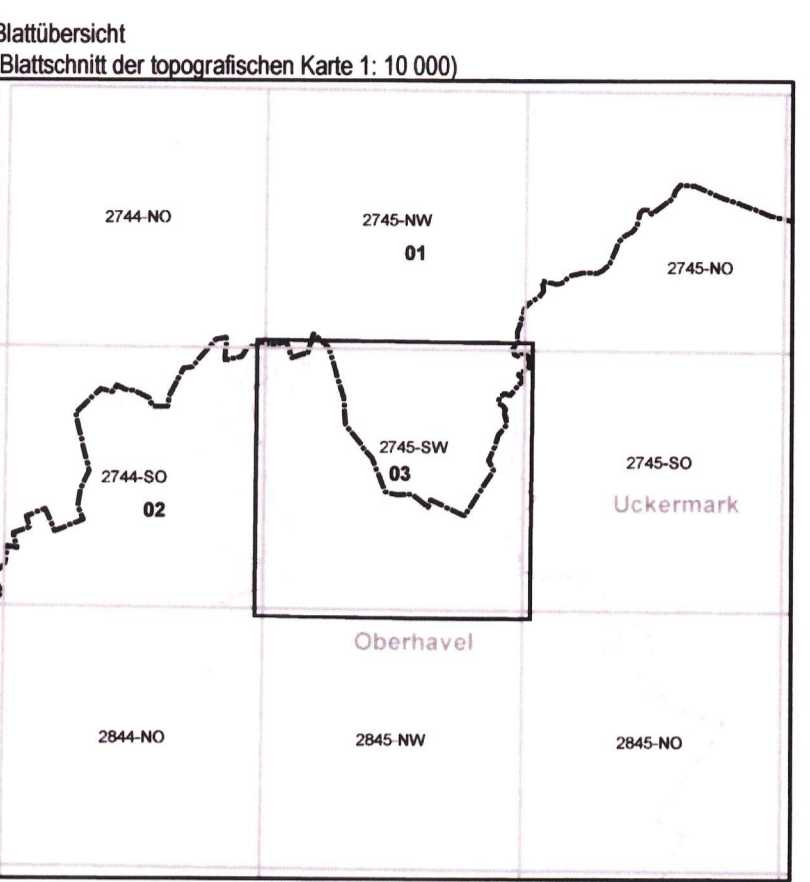 Blattübersicht
(Blattschnitt der topografischen Karte 1: 10 000)
2744-NO
2745-NW
01
2745-NO
2745-SW
03
2744-SO
02
2745-SO
Uckermark
Oberhavel
2844-NO
2845-NW
2845-NO